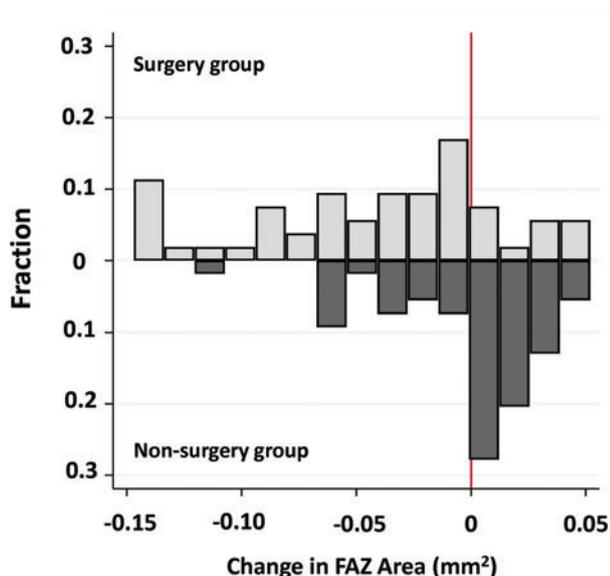 0.3
Surgery group
0.2
0.1
0
Fraction
0.1
0.2
Non-surgery group
0.3
-0.15 -0.10 -0.05 0 0.05
Change in FAZ Area (mm²)